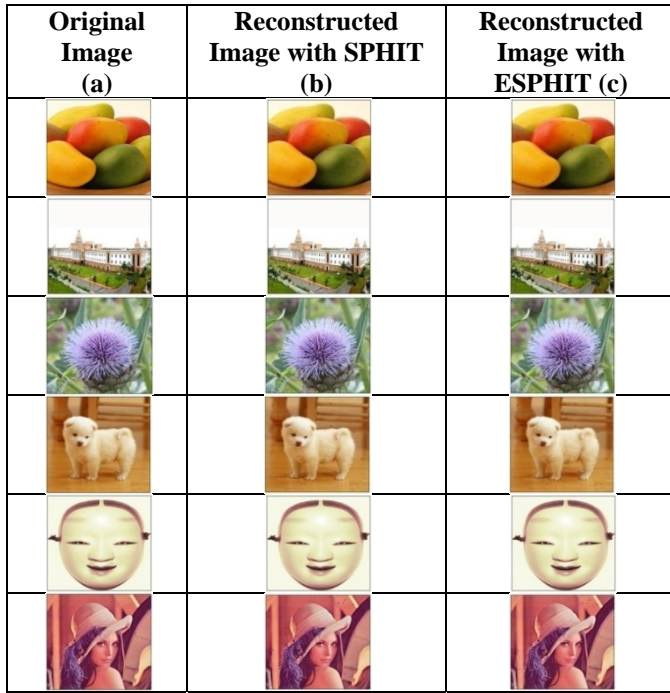 Original
Image
(a)
Reconstructed
Image with SPHIT
(b)
Reconstructed
Image with
ESPHIT (c)